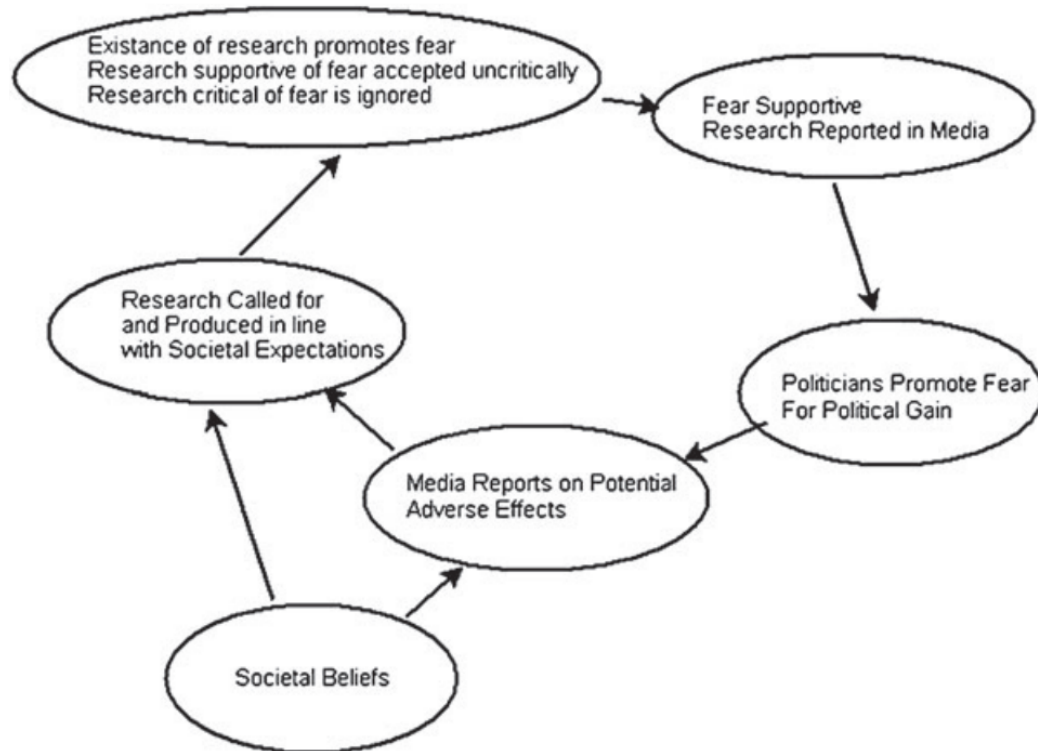 Existance of research promotes fear
Research supportive of fear accepted uncritically
Research critical of fear is ignored
Fear Supportive
Research Reported in Media
Research Called for
and Produced in line
with Societal Expectations
Politicians Promote Fear
For Political Gain
Media Reports on Potential
Adverse Effects
Societal Beliefs